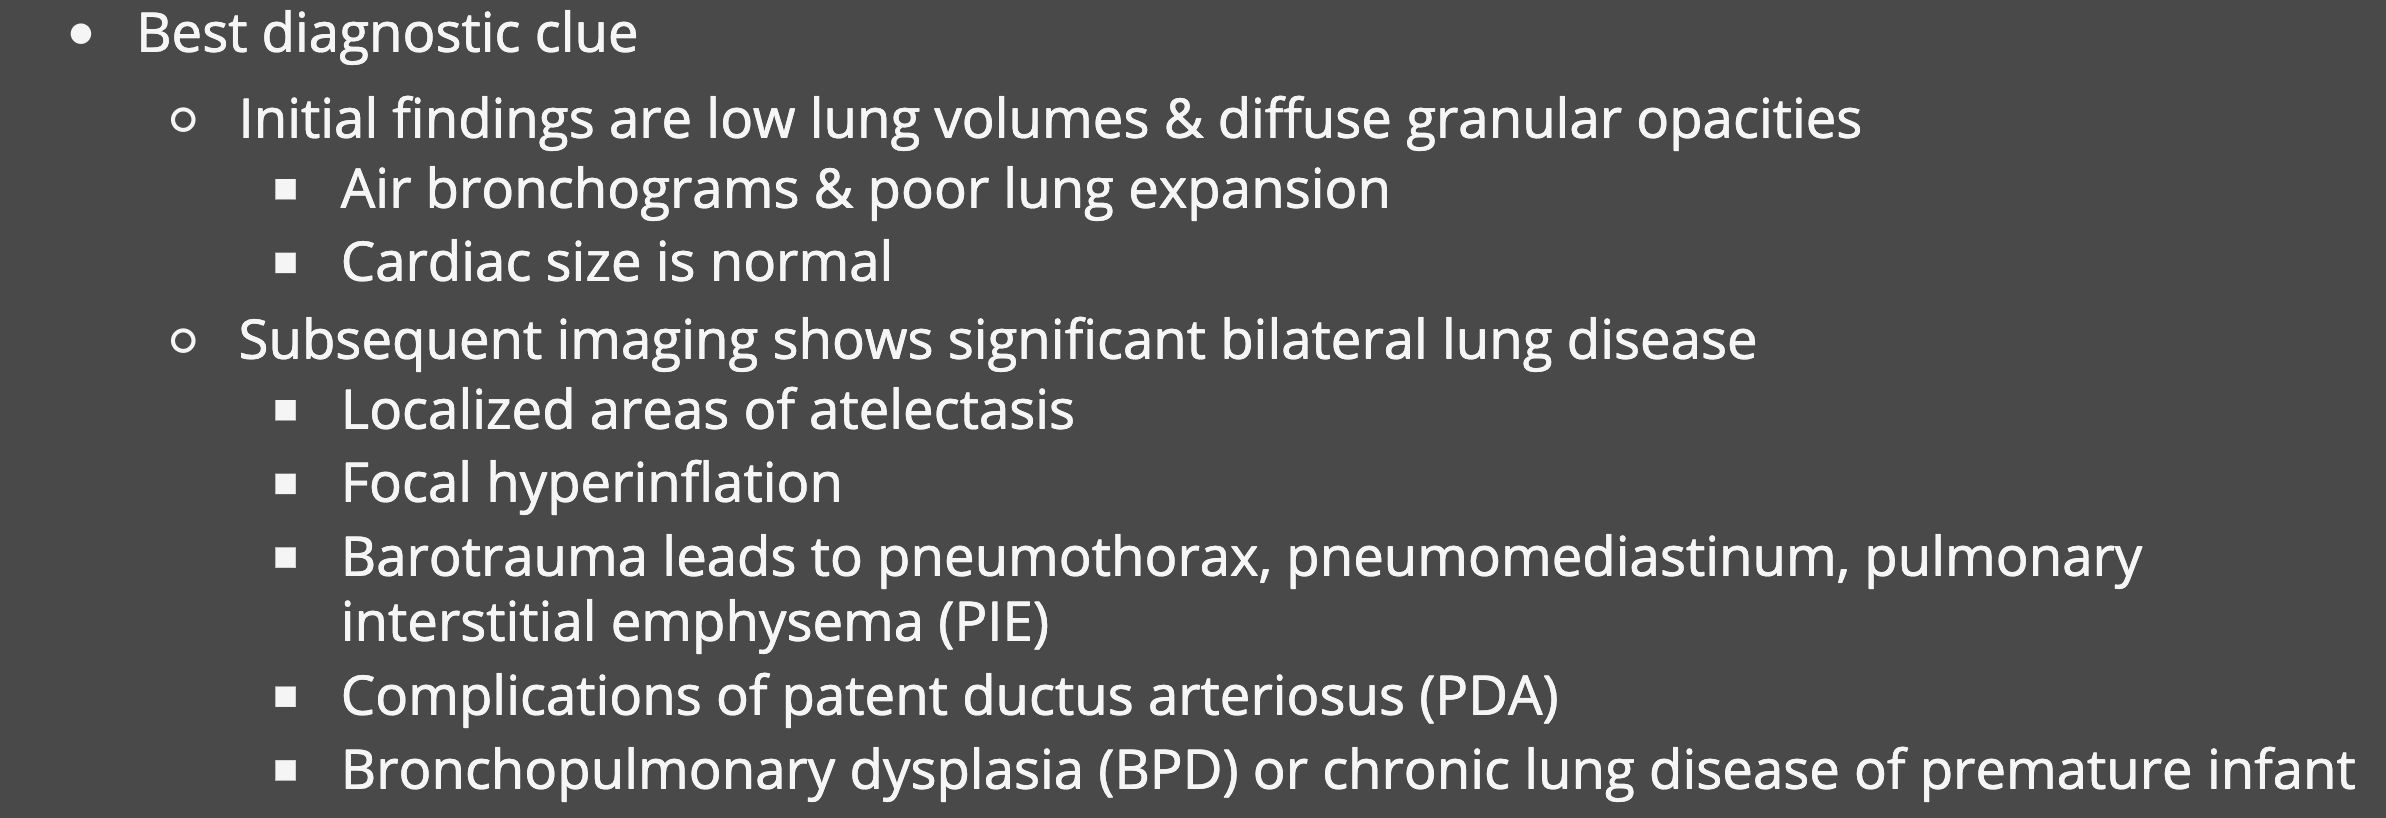 • Best diagnostic clue
○ Initial findings are low lung volumes & diffuse granular opacities
▪ Air bronchograms & poor lung expansion
▪ Cardiac size is normal
○ Subsequent imaging shows significant bilateral lung disease
▪ Localized areas of atelectasis
▪ Focal hyperinflation
▪ Barotrauma leads to pneumothorax, pneumomediastinum, pulmonary
interstitial emphysema (PIE)
▪ Complications of patent ductus arteriosus (PDA)
▪ Bronchopulmonary dysplasia (BPD) or chronic lung disease of premature infant